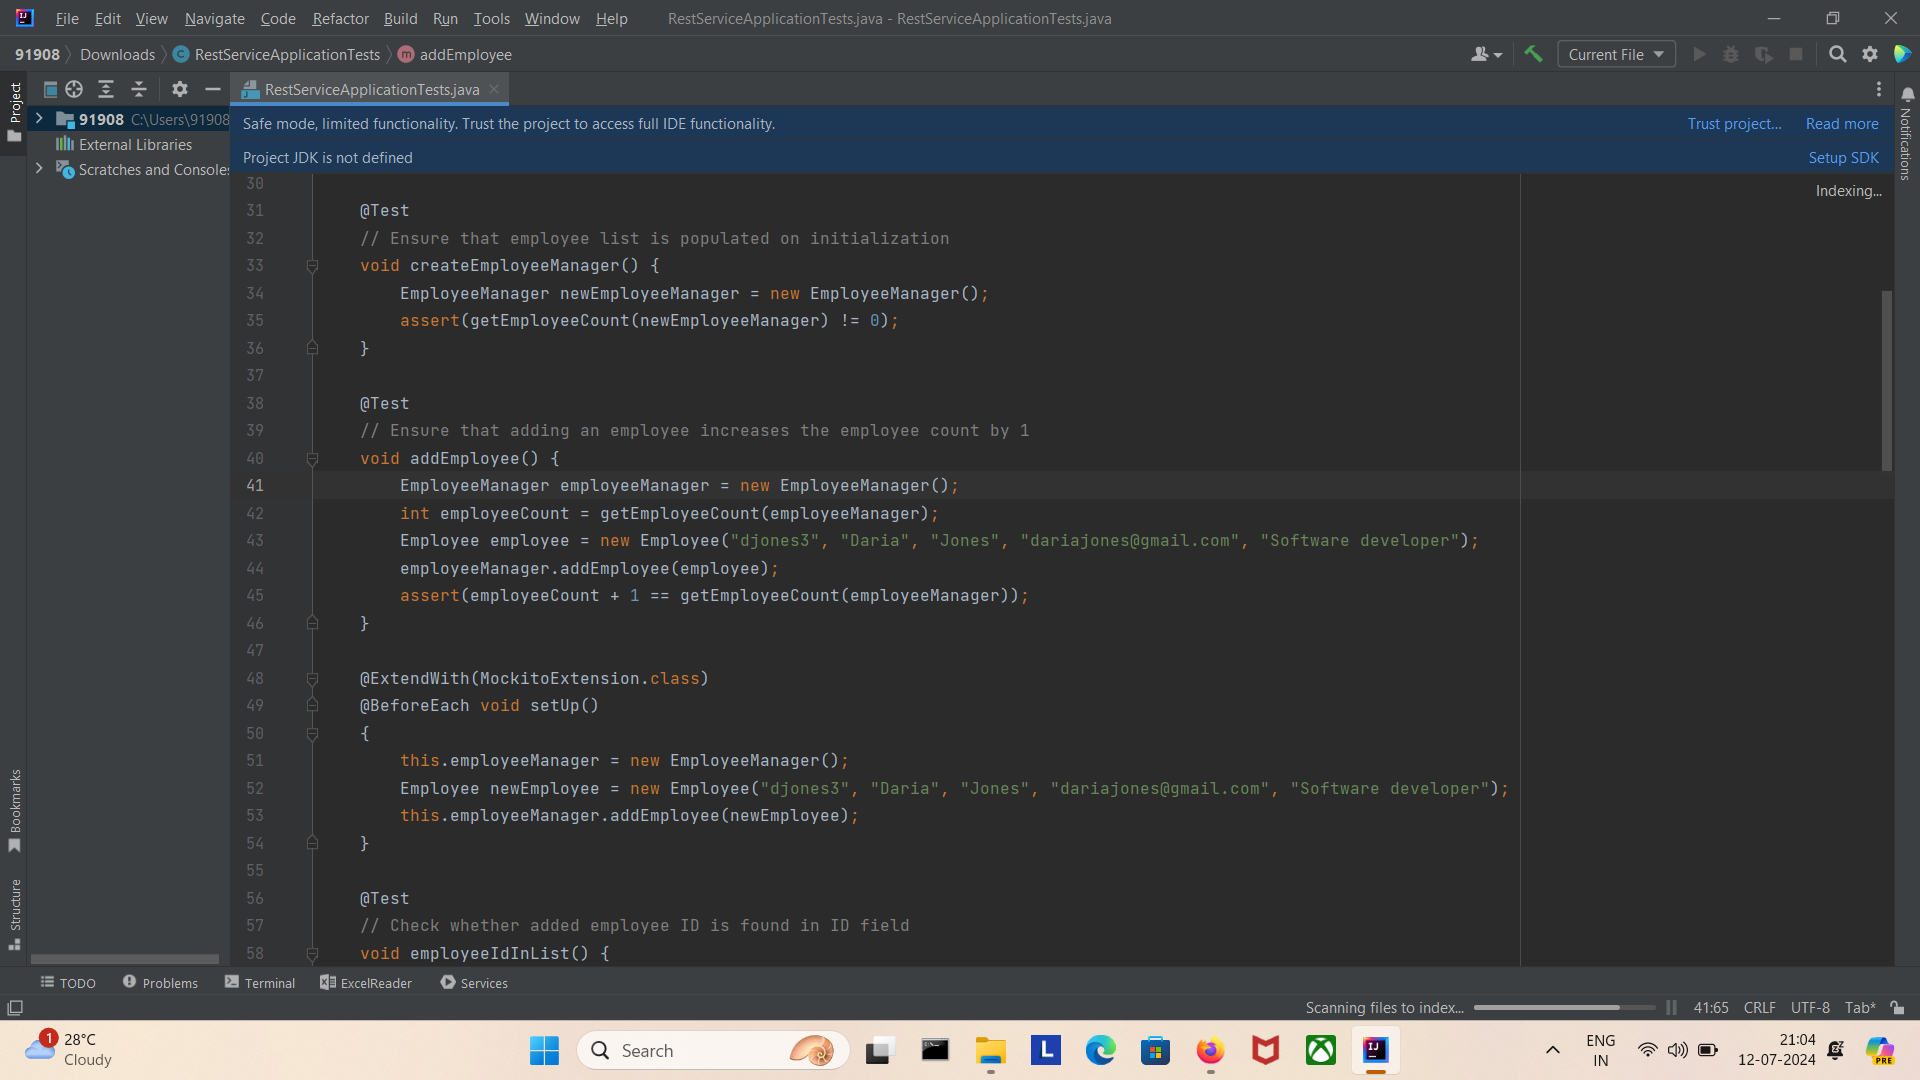 File Edit View Navigate Code Refactor Build Run Tools Window Help RestServiceApplicationTests.java - RestServiceApplicationTests.java
91908 Downloads RestServiceApplicationTests addEmployee Current File
RestServiceApplicationTests.java
Project
91908 C:\Users\91908
External Libraries
Scratches and Consoles
Safe mode, limited functionality. Trust the project to access full IDE functionality. Trust project... Read more
Project JDK is not defined Setup SDK
Notifications
Indexing...
30
31 @Test
32 // Ensure that employee list is populated on initialization
33 void createEmployeeManager() {
34 EmployeeManager newEmployeeManager = new EmployeeManager();
35 assert(getEmployeeCount(newEmployeeManager) != 0);
36 }
37
38 @Test
39 // Ensure that adding an employee increases the employee count by 1
40 void addEmployee() {
41 EmployeeManager employeeManager = new EmployeeManager();
42 int employeeCount = getEmployeeCount(employeeManager);
43 Employee employee = new Employee("djones3", "Daria", "Jones", "dariajones@gmail.com", "Software developer");
44 employeeManager.addEmployee(employee);
45 assert(employeeCount + 1 == getEmployeeCount(employeeManager));
46 }
47
48 @ExtendWith(MockitoExtension.class)
49 @BeforeEach void setUp()
50 {
51 this.employeeManager = new EmployeeManager();
52 Employee newEmployee = new Employee("djones3", "Daria", "Jones", "dariajones@gmail.com", "Software developer");
53 this.employeeManager.addEmployee(newEmployee);
54 }
55
56 @Test
57 // Check whether added employee ID is found in ID field
58 void employeeIdInList() {
Bookmarks
Structure
TODO Problems Terminal ExcelReader Services
Scanning files to index... 41:65 CRLF UTF-8 Tab*
1
28°C
Cloudy
Search
L
IJ
PRE
ENG
IN
21:04
12-07-2024